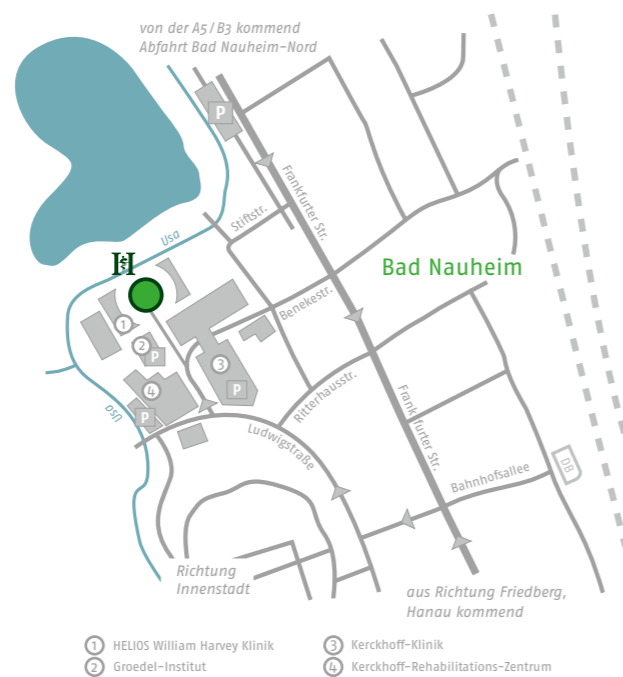 von der A5/B3 kommend
Abfahrt Bad Nauheim-Nord
P
Frankfurter Str.
Stiftstr.
Usa
H
Bad Nauheim
Benekestr.
1
2
P
3
P
4
P
Usa
Ritterhausstr.
Ludwigstraße
Frankfurter Str.
Bahnhofsallee
DB
Richtung
Innenstadt
aus Richtung Friedberg,
Hanau kommend
1 HELIOS William Harvey Klinik
2 Groedel-Institut
3 Kerckhoff-Klinik
4 Kerckhoff-Rehabilitations-Zentrum